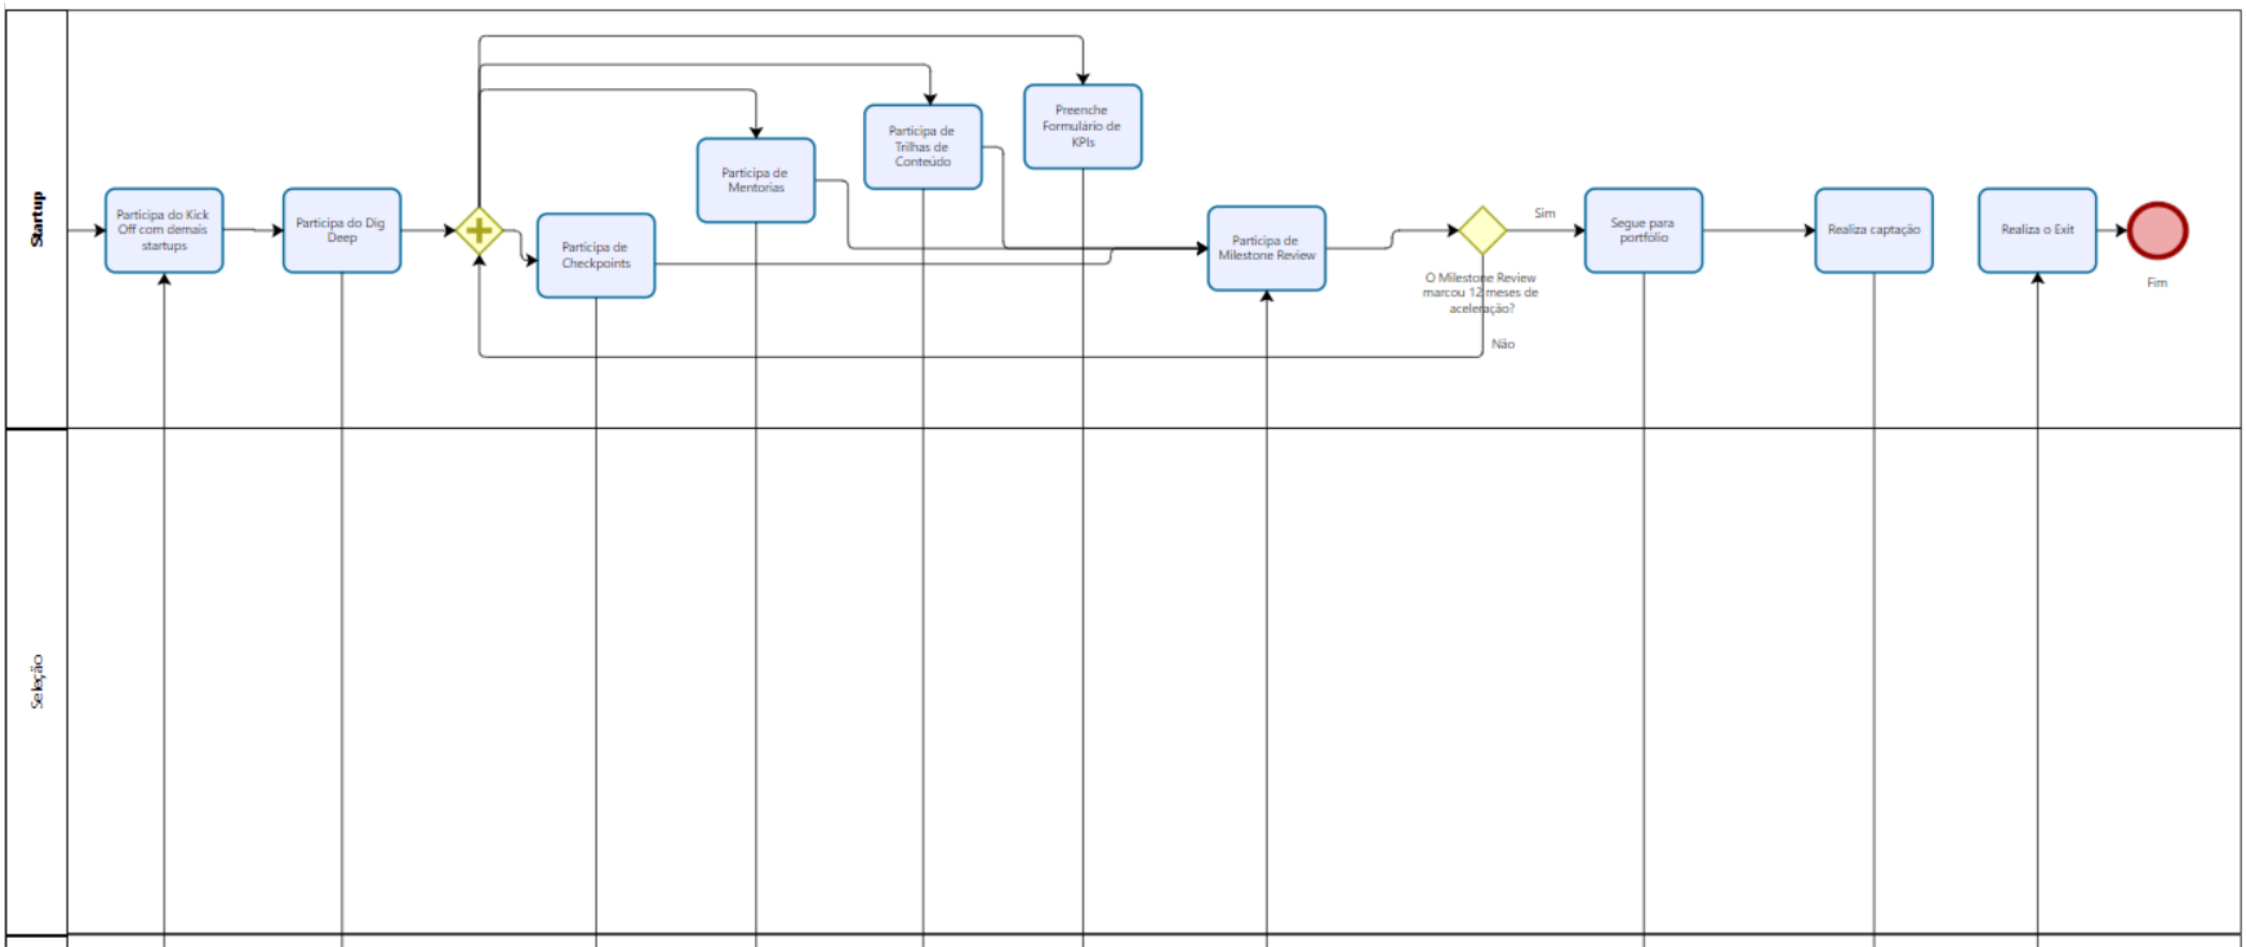 Startup
Participa do Kick
Off com demais
startups
Participa do Dig
Deep
Participa de
Checkpoints
Participa de
Mentorias
Participa de
Trilhas de
Conteúdo
Preenche
Formulário de
KPIs
Participa de
Milestone Review
O Milestone Review
marcou 12 meses de
aceleração?
Sim
Não
Segue para
portfólio
Realiza captação
Realiza o Exit
Fim
Seleção